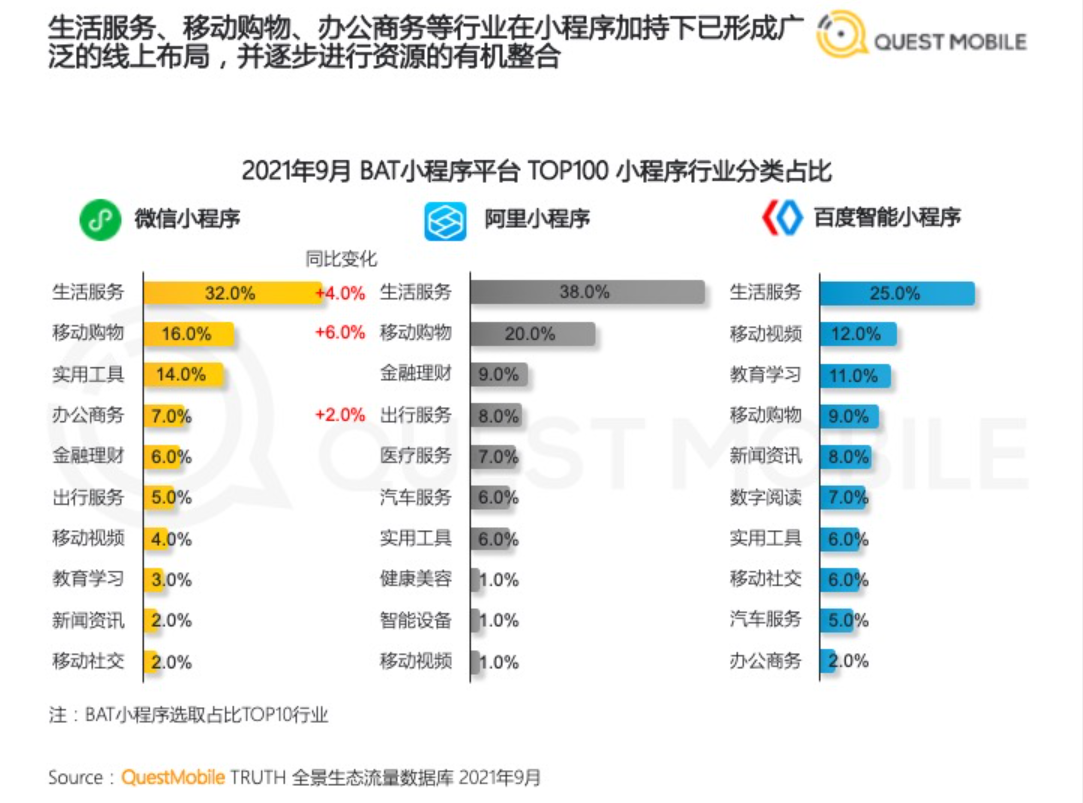 生活服务、移动购物、办公商务等行业在小程序加持下已形成广
泛的线上布局，并逐步进行资源的有机整合
QUEST MOBILE
2021年9月 BAT小程序平台 TOP100 小程序行业分类占比
微信小程序
同比变化
生活服务 32.0% +4.0%
移动购物 16.0% +6.0%
实用工具 14.0%
办公商务 7.0% +2.0%
金融理财 6.0%
出行服务 5.0%
移动视频 4.0%
教育学习 3.0%
新闻资讯 2.0%
移动社交 2.0%
阿里小程序
生活服务 38.0%
移动购物 20.0%
金融理财 9.0%
出行服务 8.0%
医疗服务 7.0%
汽车服务 6.0%
实用工具 6.0%
健康美容 1.0%
智能设备 1.0%
移动视频 1.0%
百度智能小程序
生活服务 25.0%
移动视频 12.0%
教育学习 11.0%
移动购物 9.0%
新闻资讯 8.0%
数字阅读 7.0%
实用工具 6.0%
移动社交 6.0%
汽车服务 5.0%
办公商务 2.0%
QUEST MOBILE
注：BAT小程序选取占比TOP10行业
Source：QuestMobile TRUTH 全景生态流量数据库 2021年9月